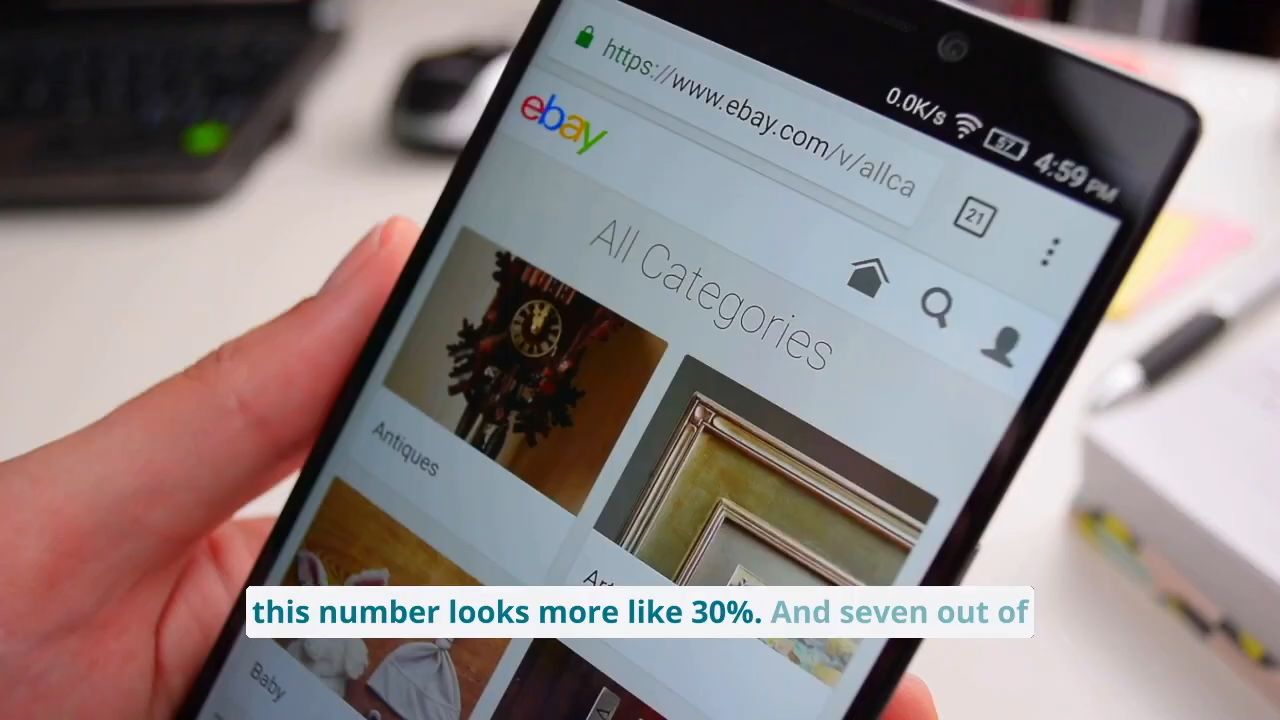 0.0K/s 57 4:59 PM
https://www.ebay.com/v/allca
21
ebay
All Categories
Antiques
Baby
this number looks more like 30%. And seven out of